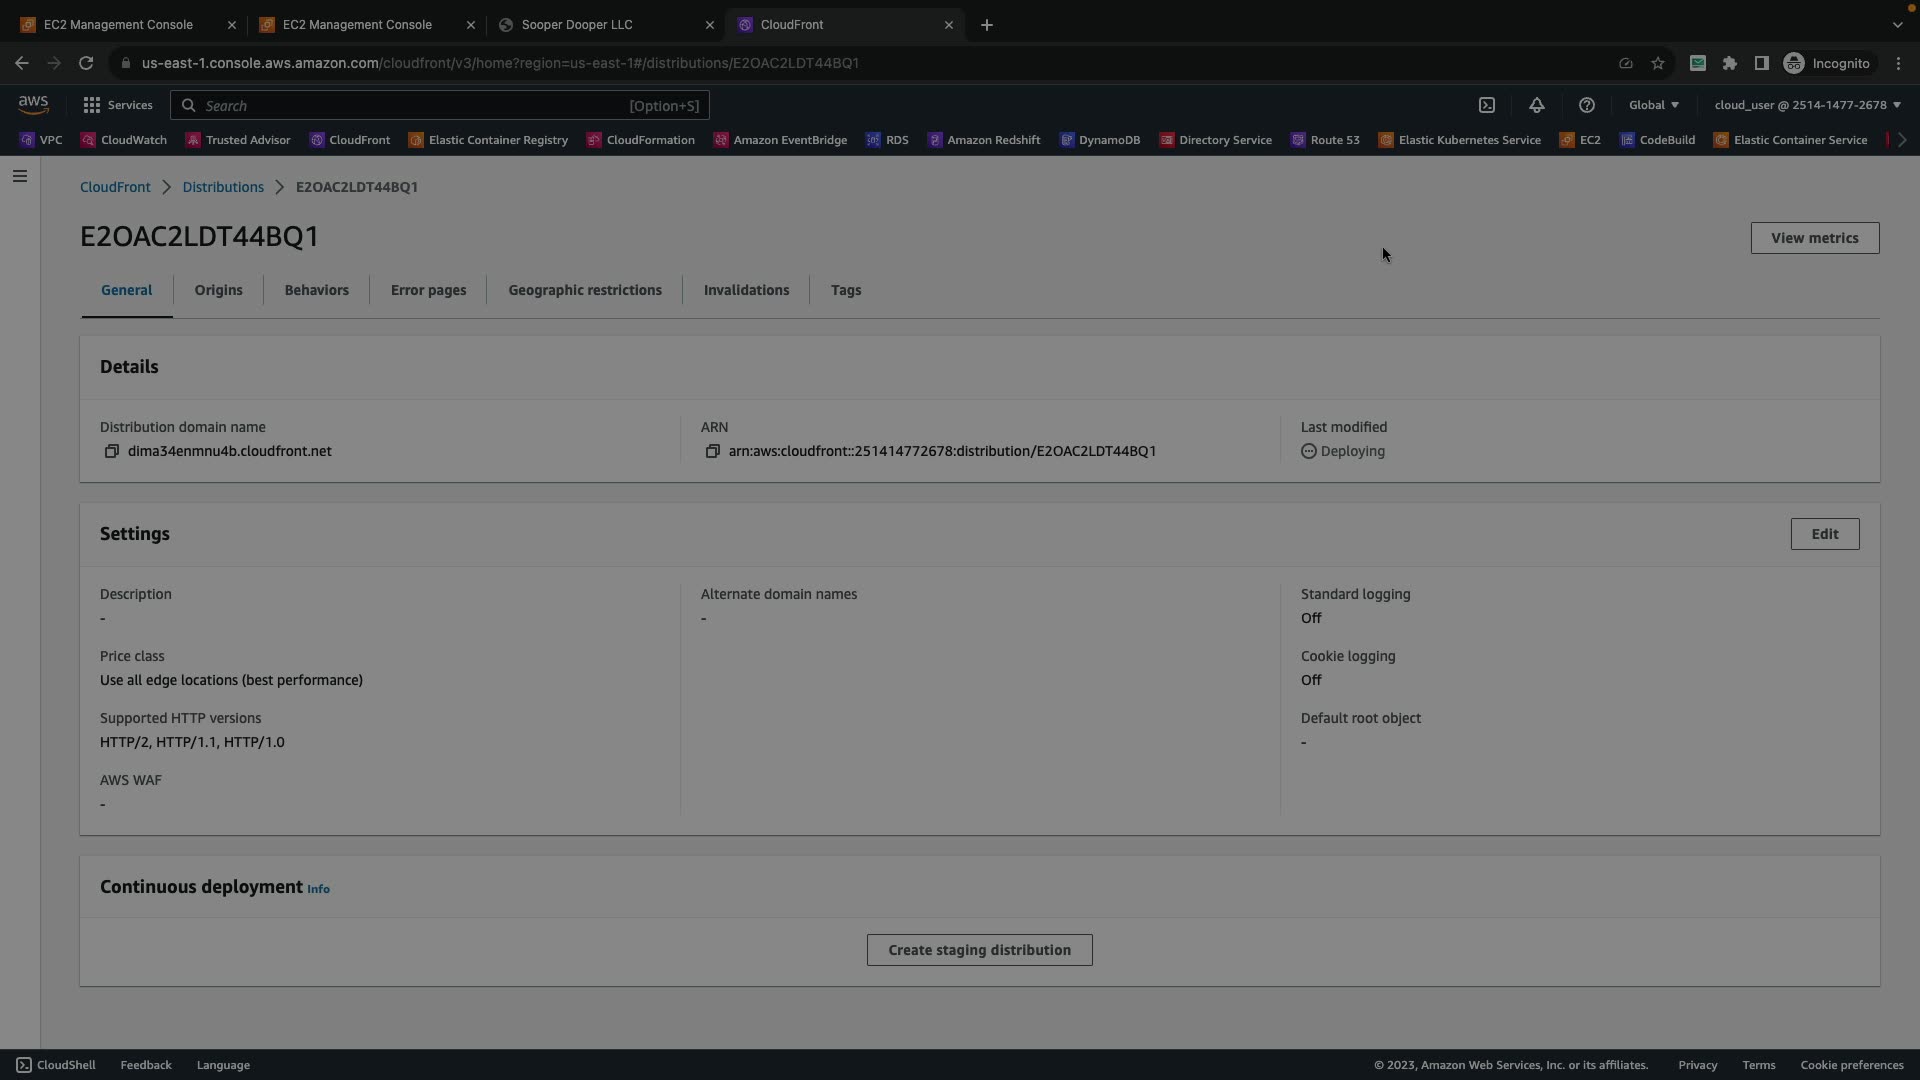 EC2 Management Console
EC2 Management Console
Sooper Dooper LLC
CloudFront
us-east-1.console.aws.amazon.com/cloudfront/v3/home?region=us-east-1#/distributions/E2OAC2LDT44BQ1
Incognito
aws
Services
Search
[Option+S]
Global
cloud_user @ 2514-1477-2678
VPC
CloudWatch
Trusted Advisor
CloudFront
Elastic Container Registry
CloudFormation
Amazon EventBridge
RDS
Amazon Redshift
DynamoDB
Directory Service
Route 53
Elastic Kubernetes Service
EC2
CodeBuild
Elastic Container Service
CloudFront > Distributions > E2OAC2LDT44BQ1
E2OAC2LDT44BQ1
View metrics
General
Origins
Behaviors
Error pages
Geographic restrictions
Invalidations
Tags
Details
Distribution domain name
dima34enmnu4b.cloudfront.net
ARN
arn:aws:cloudfront::251414772678:distribution/E2OAC2LDT44BQ1
Last modified
Deploying
Settings
Edit
Description
-
Price class
Use all edge locations (best performance)
Supported HTTP versions
HTTP/2, HTTP/1.1, HTTP/1.0
AWS WAF
-
Alternate domain names
-
Standard logging
Off
Cookie logging
Off
Default root object
-
Continuous deployment Info
Create staging distribution
CloudShell
Feedback
Language
© 2023, Amazon Web Services, Inc. or its affiliates.
Privacy
Terms
Cookie preferences